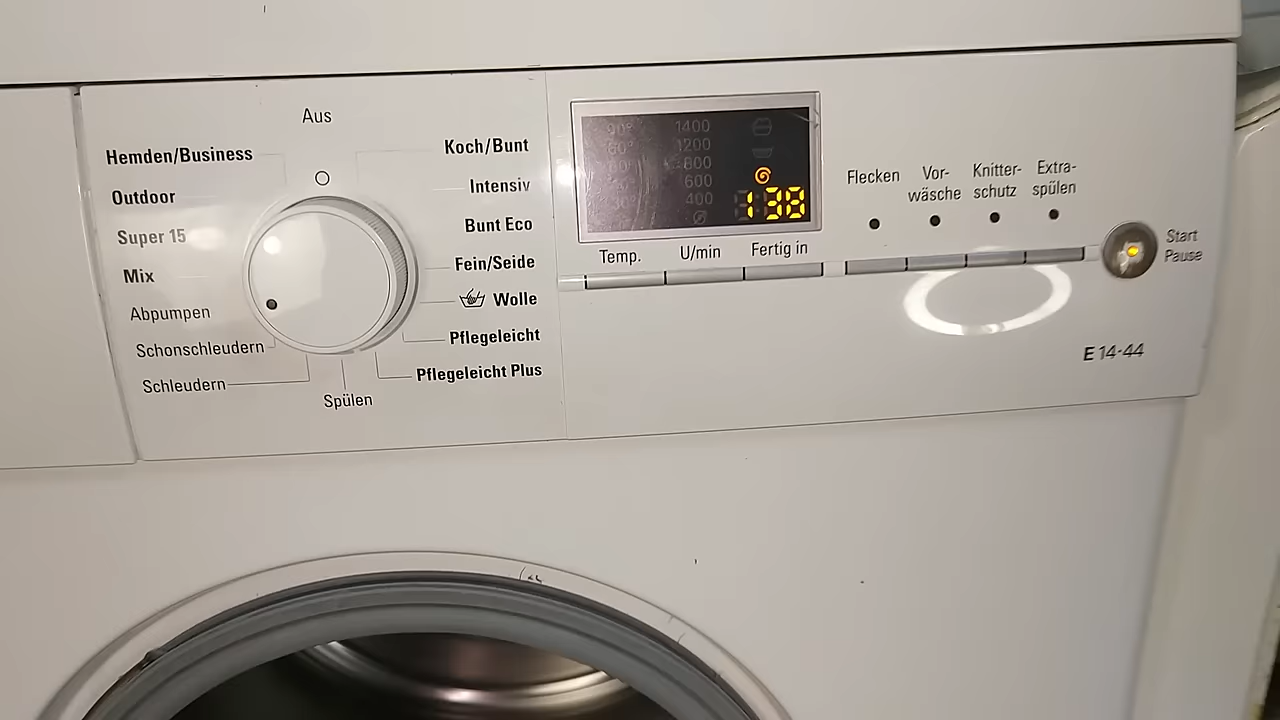 Aus
Hemden/Business
Outdoor
Super 15
Mix
Abpumpen
Schonschleudern
Schleudern
Spülen
Koch/Bunt
Intensiv
Bunt Eco
Fein/Seide
Wolle
Pflegeleicht
Pflegeleicht Plus
90°
60°
1400
1200
800
600
400
138
Temp.
U/min
Fertig in
Flecken
Vor-
wäsche
Knitter-
schutz
Extra-
spülen
Start
Pause
E 14-44